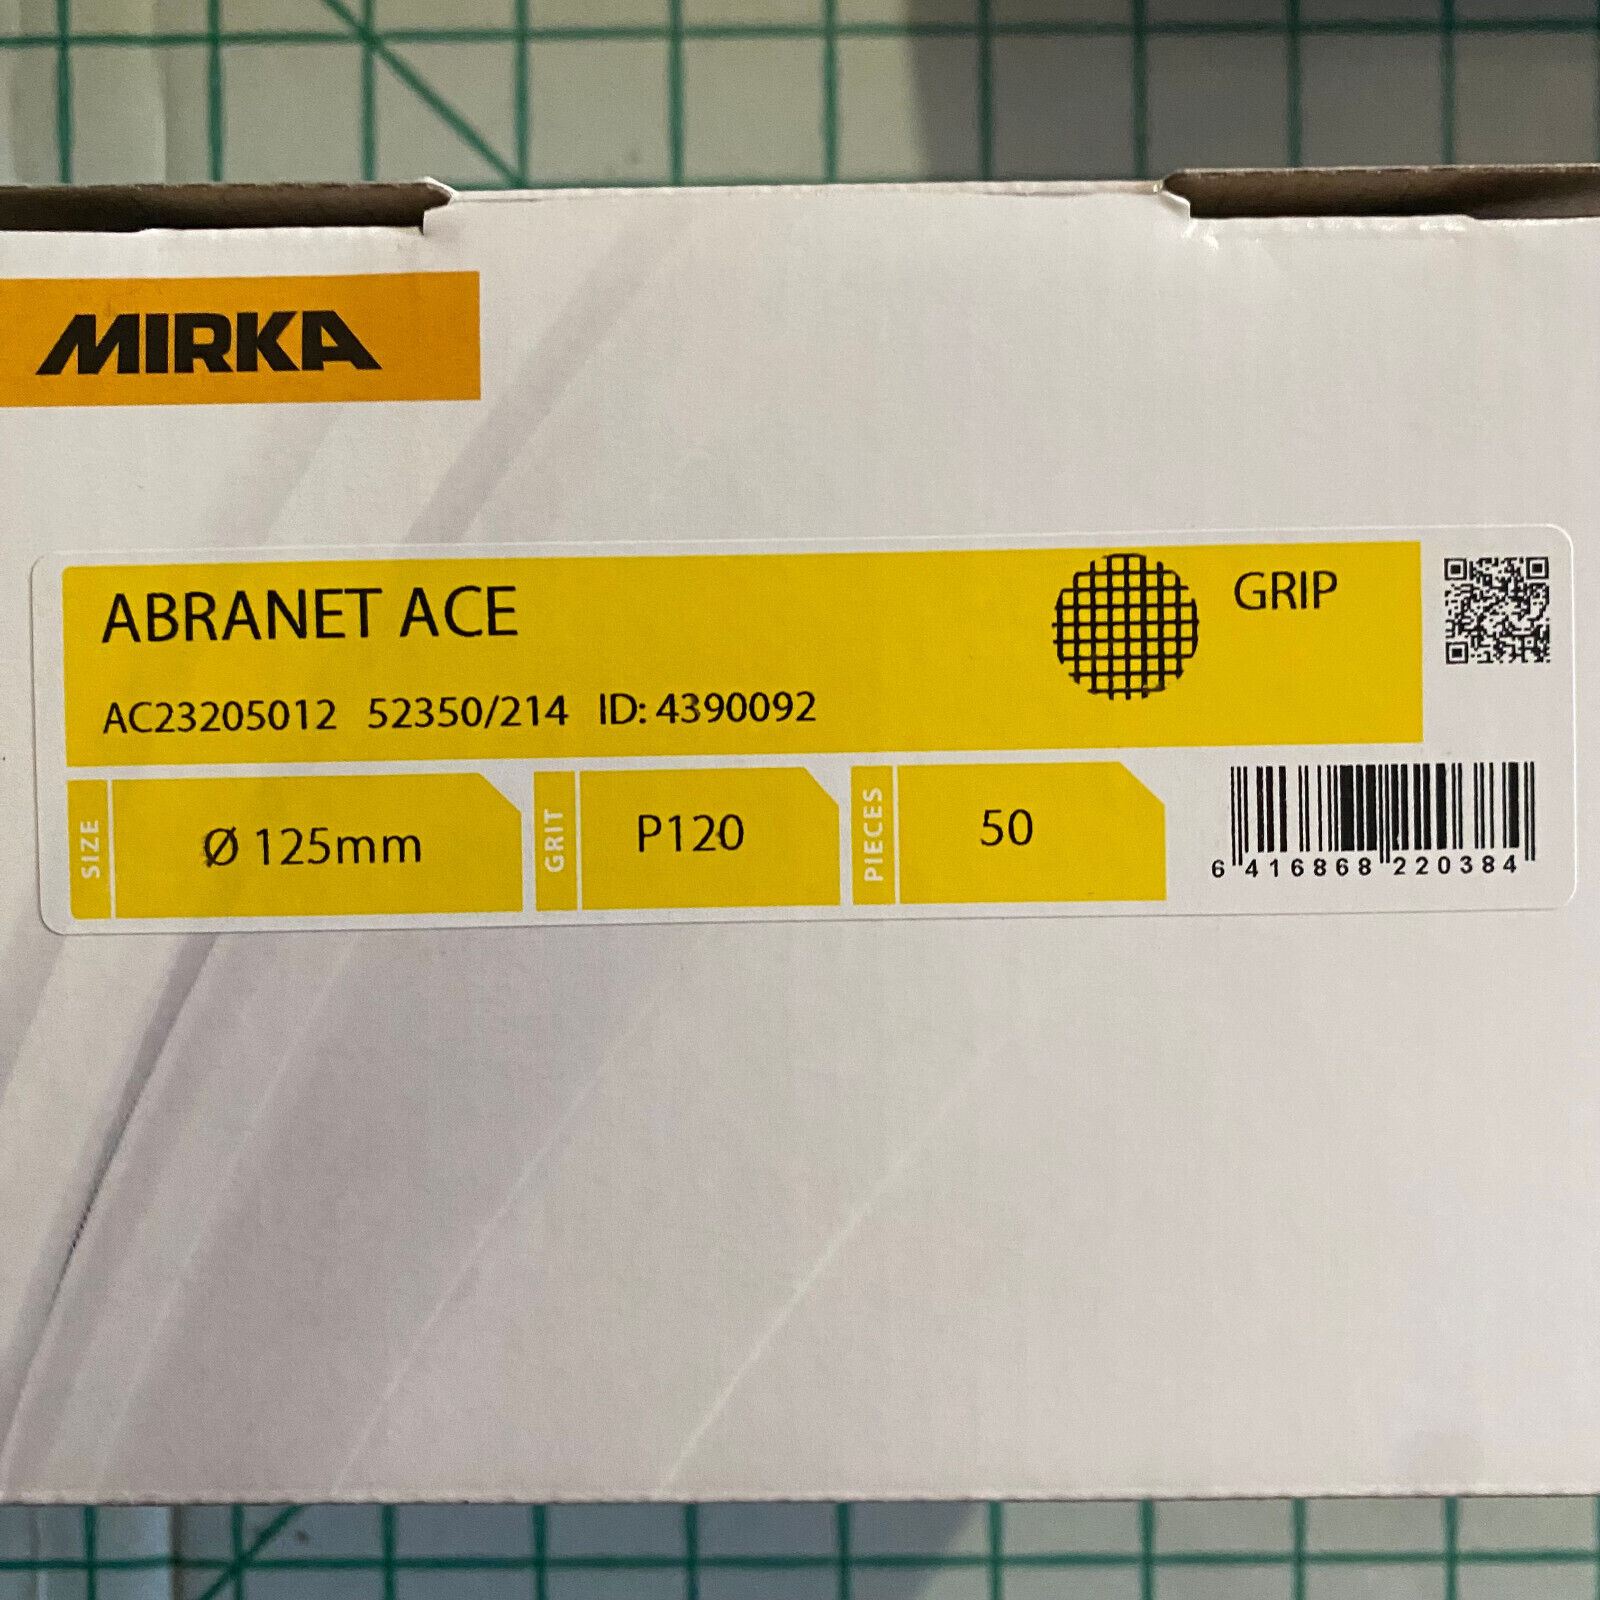 MIRKA
ABRANET ACE
GRIP
AC23205012 52350/214 ID: 4390092
SIZE
Ø 125mm
GRIT
P120
PIECES
50
6 416868 220384